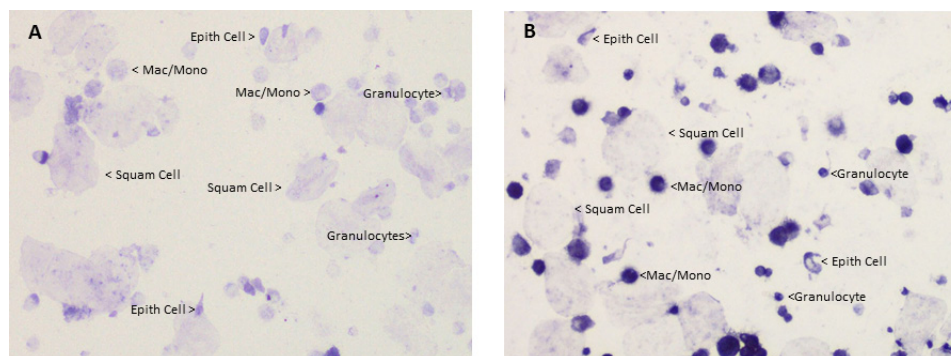 A
Epith Cell >
< Mac/Mono
Mac/Mono >
Granulocyte>
< Squam Cell
Squam Cell >
Granulocytes>
Epith Cell >
B
< Epith Cell
< Squam Cell
<Granulocyte
<Mac/Mono
< Squam Cell
< Epith Cell
<Mac/Mono
<Granulocyte